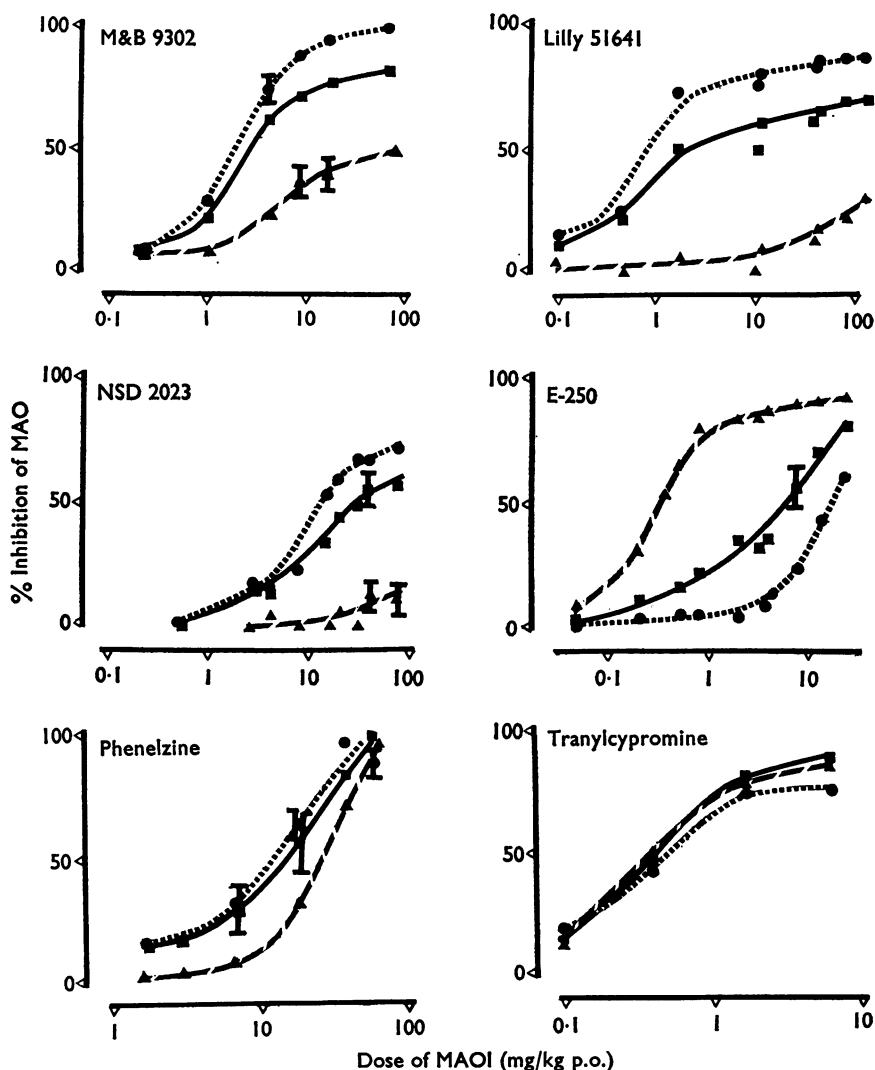 M&B 9302
100
50
0
0·1 1 10 100
Lilly 51641
100
50
0
0·1 1 10 100
% Inhibition of MAO
NSD 2023
100
50
0
0·1 1 10 100
E-250
100
50
0
0·1 1 10
Phenelzine
100
50
0
1 10 100
Tranylcypromine
100
50
0
0·1 1 10
Dose of MAOI (mg/kg p.o.)